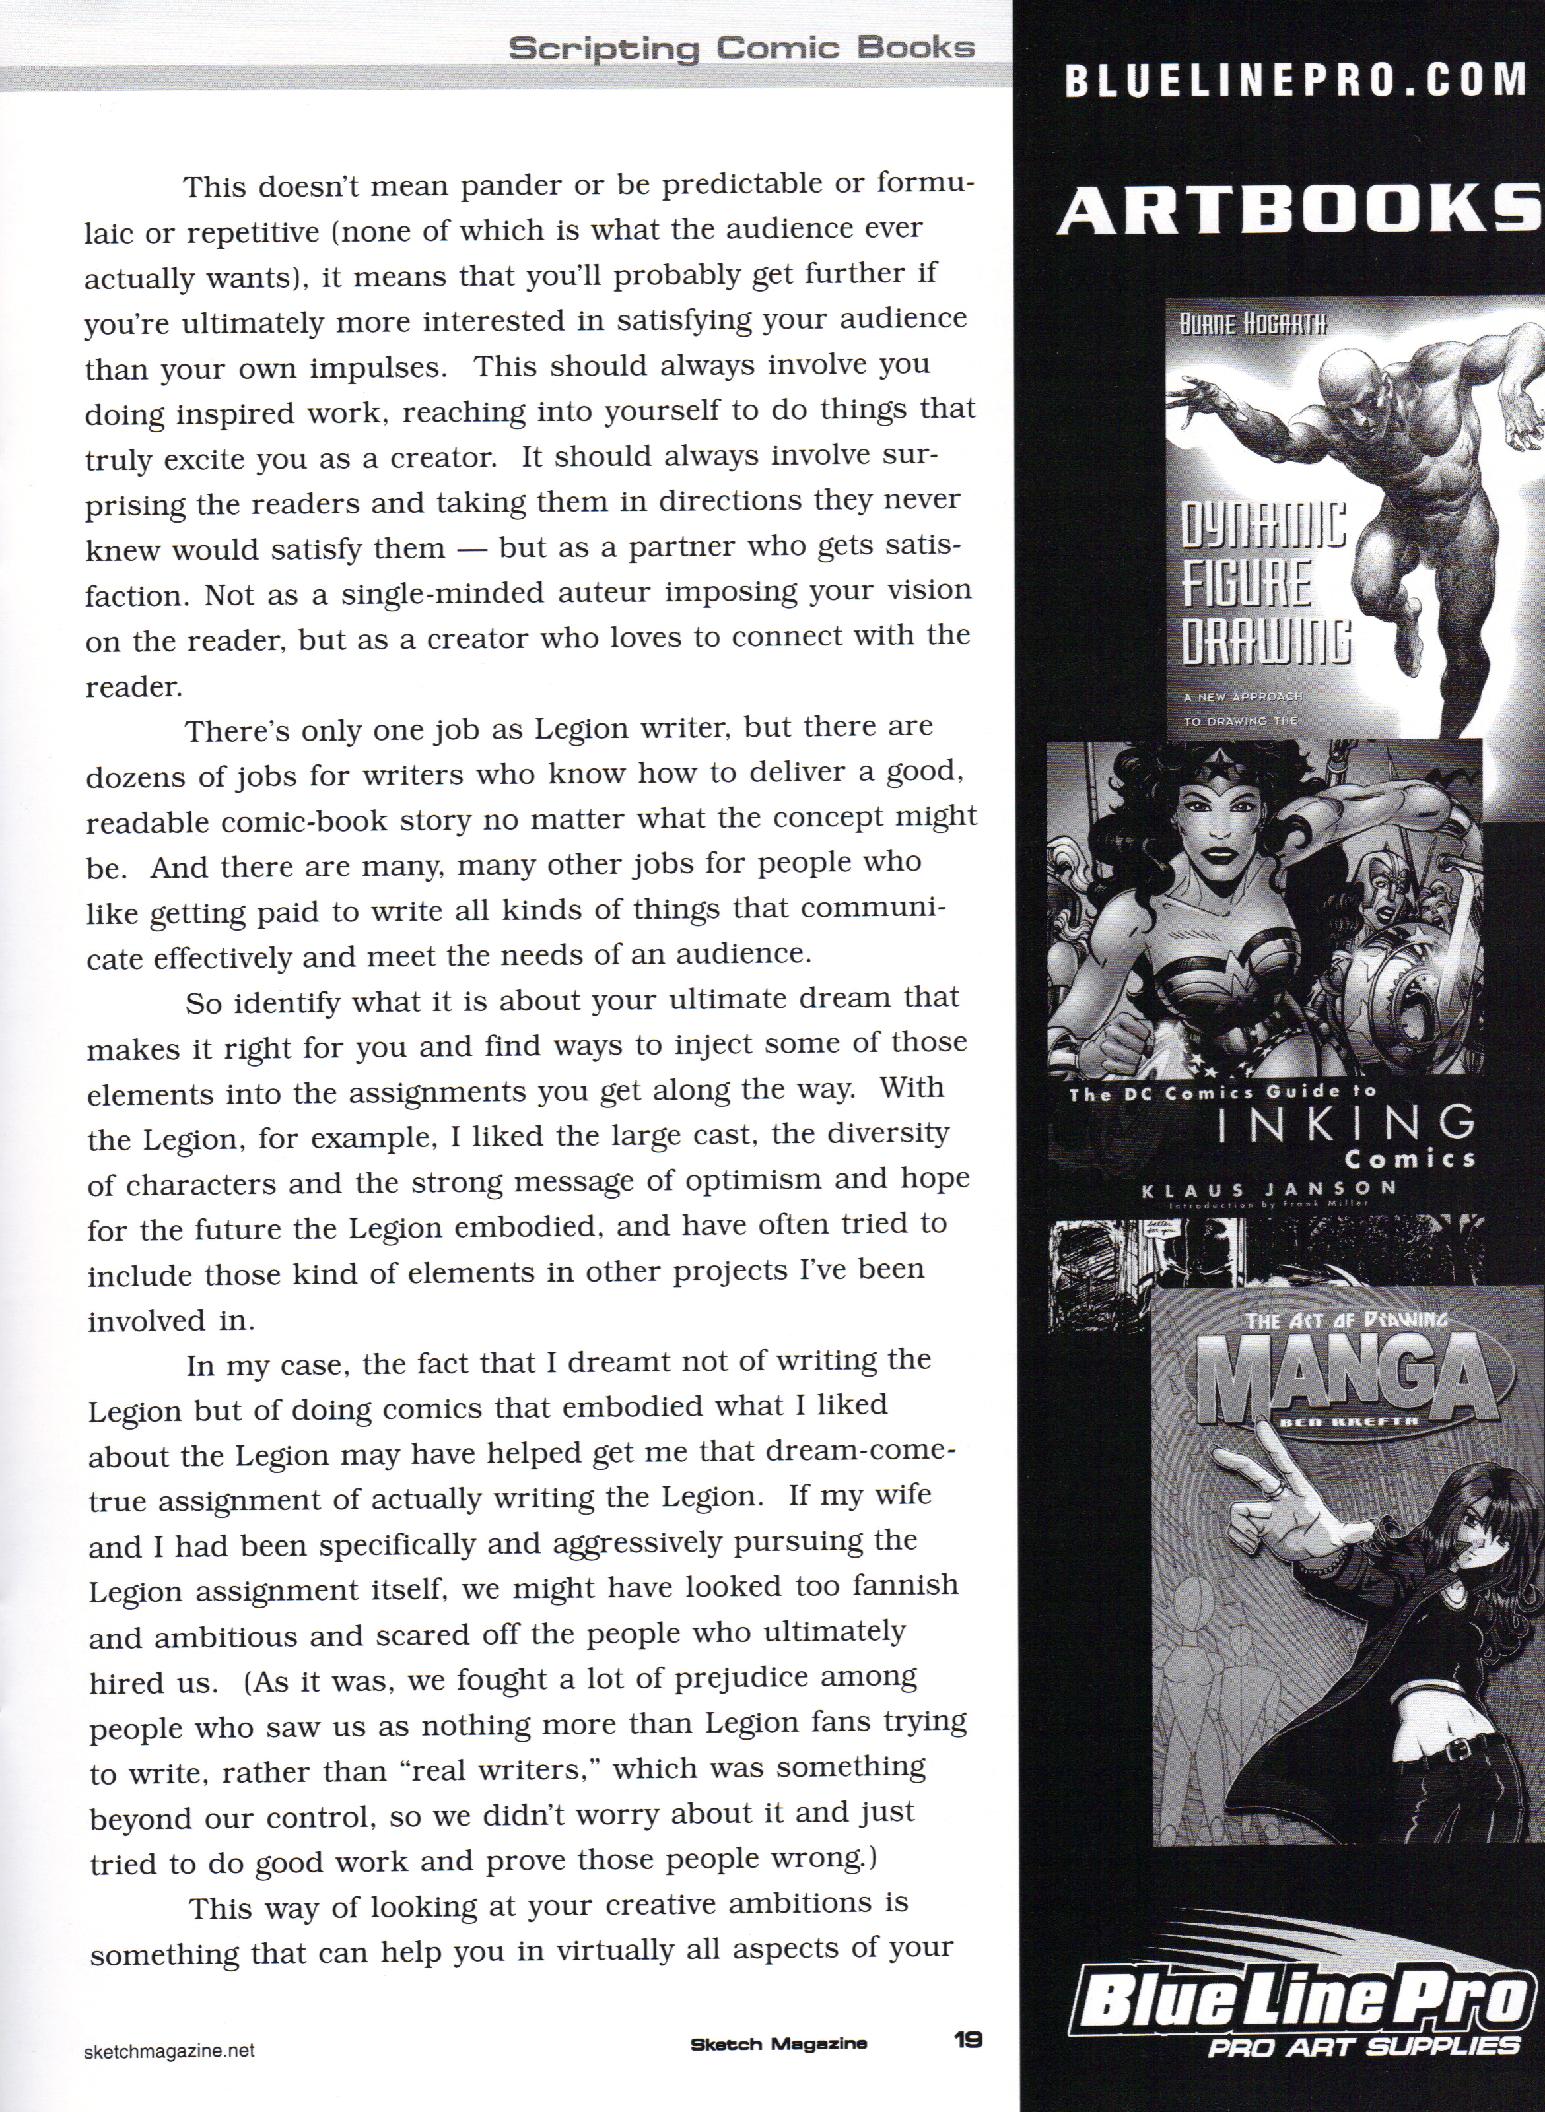 Scripting Comic Books
This doesn't mean pander or be predictable or formu-
laic or repetitive (none of which is what the audience ever
actually wants), it means that you'll probably get further if
you're ultimately more interested in satisfying your audience
than your own impulses. This should always involve you
doing inspired work, reaching into yourself to do things that
truly excite you as a creator. It should always involve sur-
prising the readers and taking them in directions they never
knew would satisfy them — but as a partner who gets satis-
faction. Not as a single-minded auteur imposing your vision
on the reader, but as a creator who loves to connect with the
reader.
There's only one job as Legion writer, but there are
dozens of jobs for writers who know how to deliver a good,
readable comic-book story no matter what the concept might
be. And there are many, many other jobs for people who
like getting paid to write all kinds of things that communi-
cate effectively and meet the needs of an audience.
So identify what it is about your ultimate dream that
makes it right for you and find ways to inject some of those
elements into the assignments you get along the way. With
the Legion, for example, I liked the large cast, the diversity
of characters and the strong message of optimism and hope
for the future the Legion embodied, and have often tried to
include those kind of elements in other projects I've been
involved in.
In my case, the fact that I dreamt not of writing the
Legion but of doing comics that embodied what I liked
about the Legion may have helped get me that dream-come-
true assignment of actually writing the Legion. If my wife
and I had been specifically and aggressively pursuing the
Legion assignment itself, we might have looked too fannish
and ambitious and scared off the people who ultimately
hired us. (As it was, we fought a lot of prejudice among
people who saw us as nothing more than Legion fans trying
to write, rather than “real writers,” which was something
beyond our control, so we didn't worry about it and just
tried to do good work and prove those people wrong.)
This way of looking at your creative ambitions is
something that can help you in virtually all aspects of your
sketchmagazine.net
Sketch Magazine 19
BLUELINEPRO.COM
ARTBOOKS
BURNE HOGARTH
DYNAMIC
FIGURE
DRAWING
A NEW APPROACH
TO DRAWING THE
The DC Comics Guide to
INKING
Comics
KLAUS JANSON
Introduction by Frank Miller
better
for you
THE ART OF DRAWING
MANGA
BEN KREFTA
BlueLinePro
PRO ART SUPPLIES